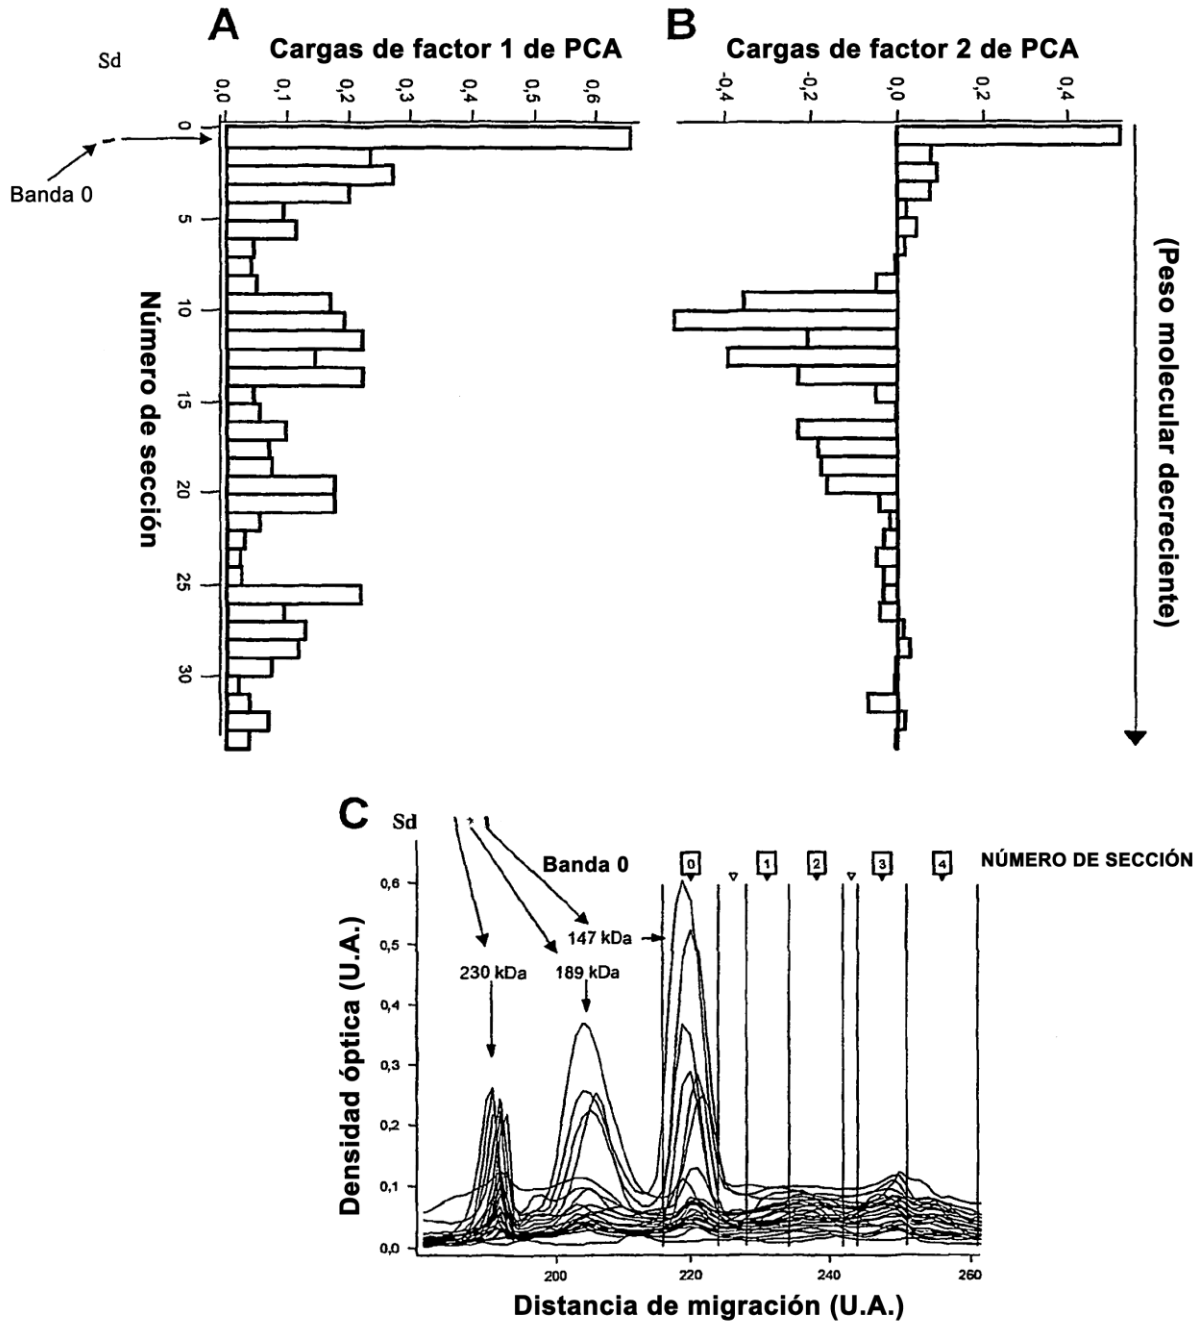 A
Cargas de factor 1 de PCA
Sd
0,0 0,1 0,2 0,3 0,4 0,5 0,6
Banda 0
Número de sección
0
5
10
15
20
25
30
B
Cargas de factor 2 de PCA
-0,4 -0,2 0,0 0,2 0,4
(Peso molecular decreciente)
C
Sd
Banda 0
0 1 2 3 4 NÚMERO DE SECCIÓN
147 kDa
230 kDa 189 kDa
Densidad óptica (U.A.)
0,6
0,5
0,4
0,3
0,2
0,1
0,0
200 220 240 260
Distancia de migración (U.A.)